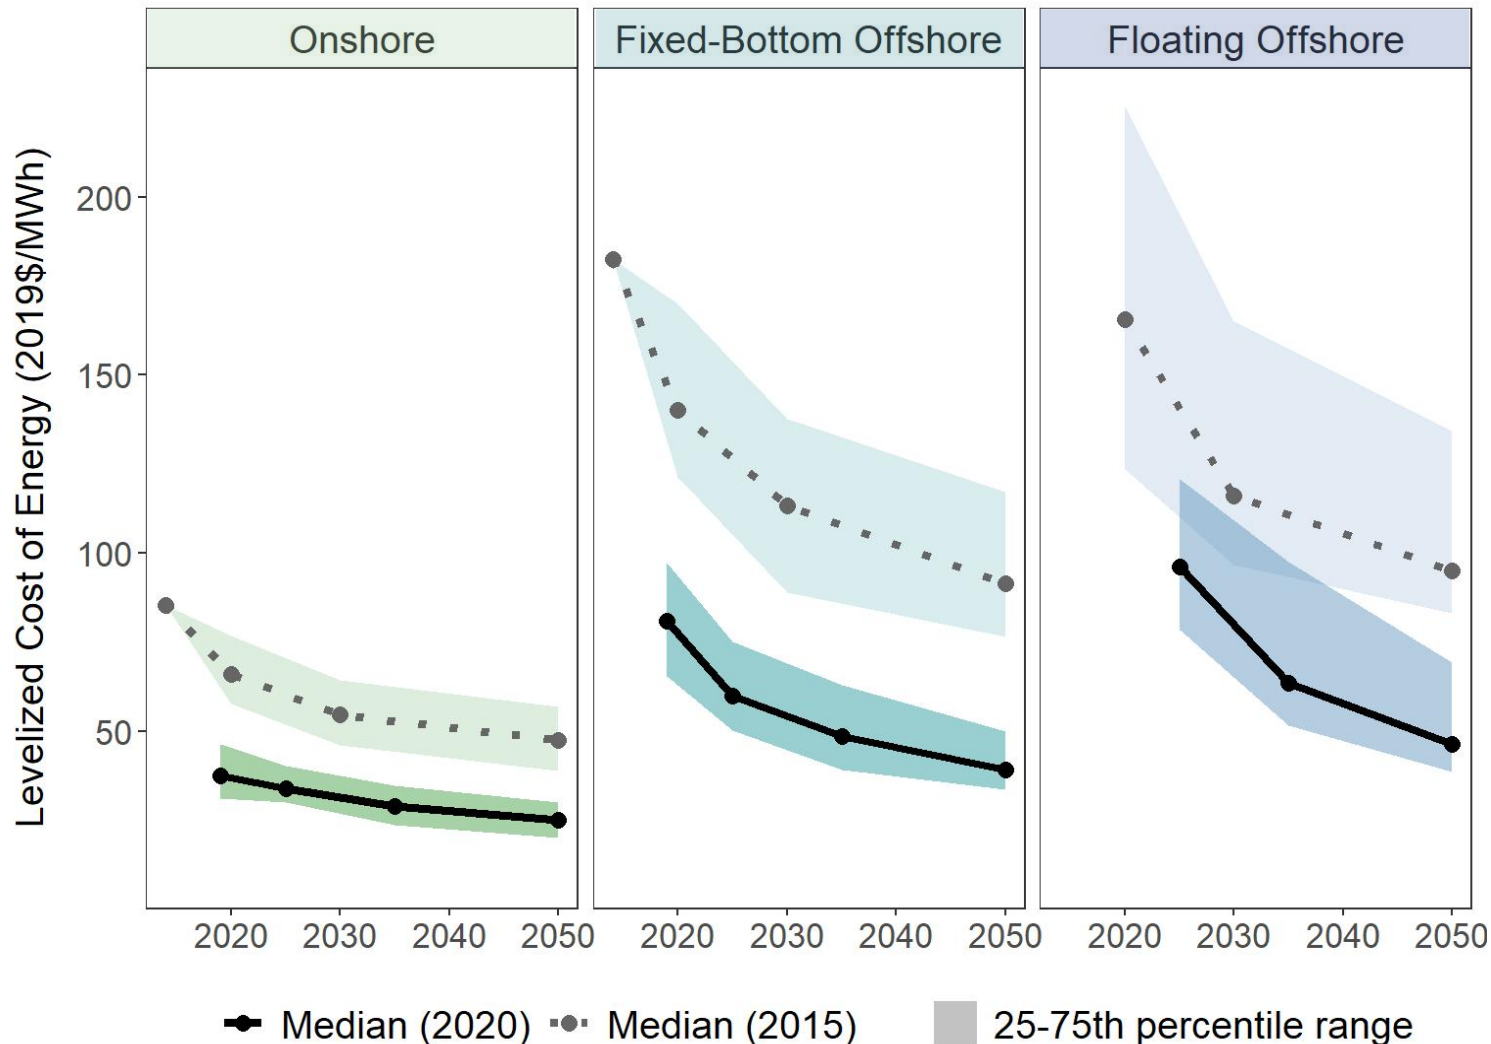 Onshore
Fixed-Bottom Offshore
Floating Offshore
Levelized Cost of Energy (2019$/MWh)
200
150
100
50
2020 2030 2040 2050
2020 2030 2040 2050
2020 2030 2040 2050
Median (2020)
Median (2015)
25-75th percentile range